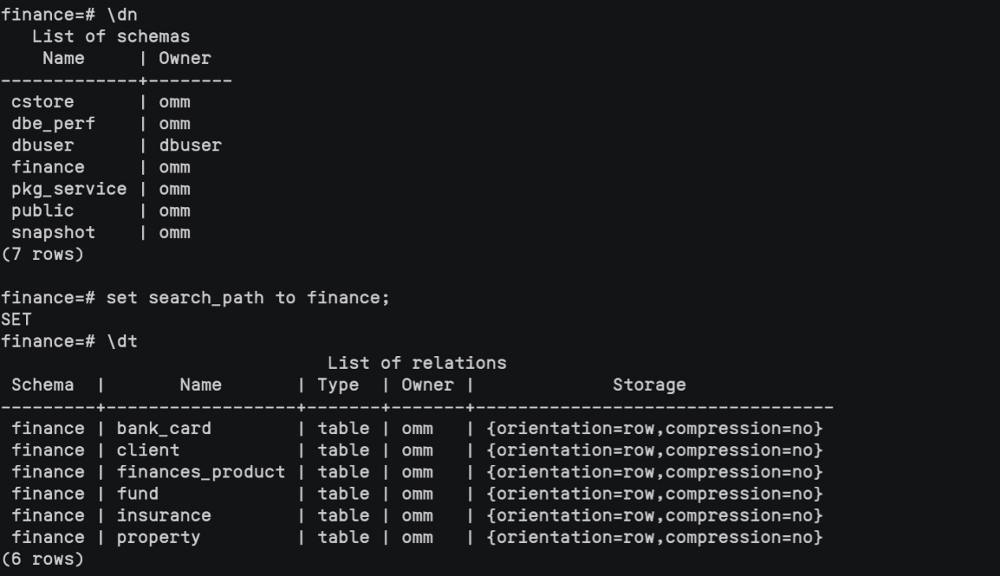 finance=# \dn
   List of schemas
    Name     | Owner
-------------+--------
 cstore      | omm
 dbe_perf    | omm
 dbuser      | dbuser
 finance     | omm
 pkg_service | omm
 public      | omm
 snapshot    | omm
(7 rows)

finance=# set search_path to finance;
SET
finance=# \dt
                               List of relations
 Schema  |       Name       | Type  | Owner |             Storage
---------+------------------+-------+-------+----------------------------------
 finance | bank_card        | table | omm   | {orientation=row,compression=no}
 finance | client           | table | omm   | {orientation=row,compression=no}
 finance | finances_product | table | omm   | {orientation=row,compression=no}
 finance | fund             | table | omm   | {orientation=row,compression=no}
 finance | insurance        | table | omm   | {orientation=row,compression=no}
 finance | property         | table | omm   | {orientation=row,compression=no}
(6 rows)